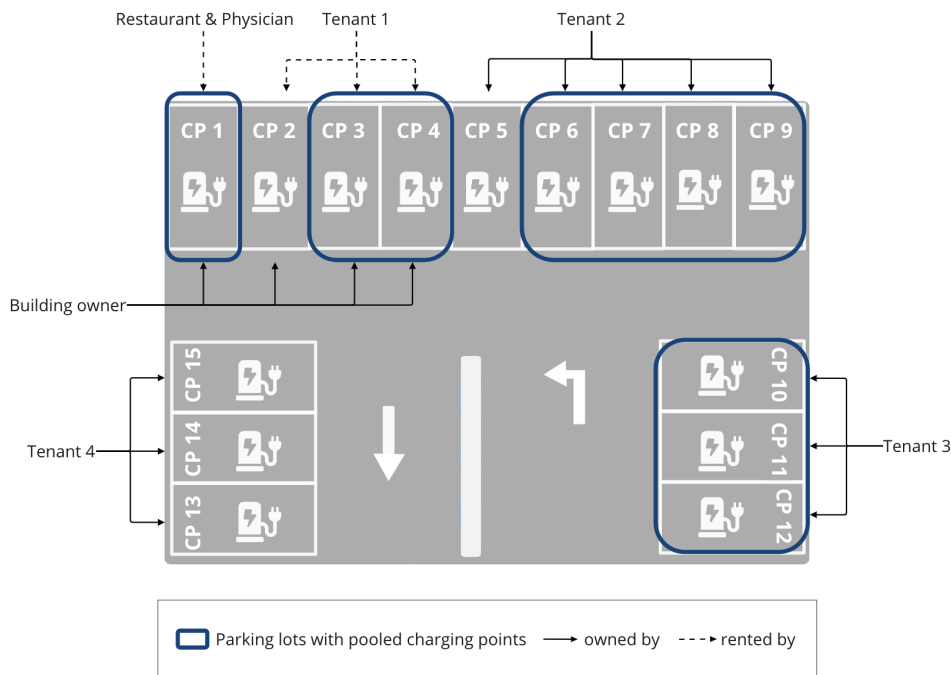 Restaurant & Physician
Tenant 1
Tenant 2
CP 1
CP 2
CP 3
CP 4
CP 5
CP 6
CP 7
CP 8
CP 9
Building owner
CP 15
CP 14
CP 13
CP 10
CP 11
CP 12
Tenant 4
Tenant 3
Parking lots with pooled charging points
owned by
rented by